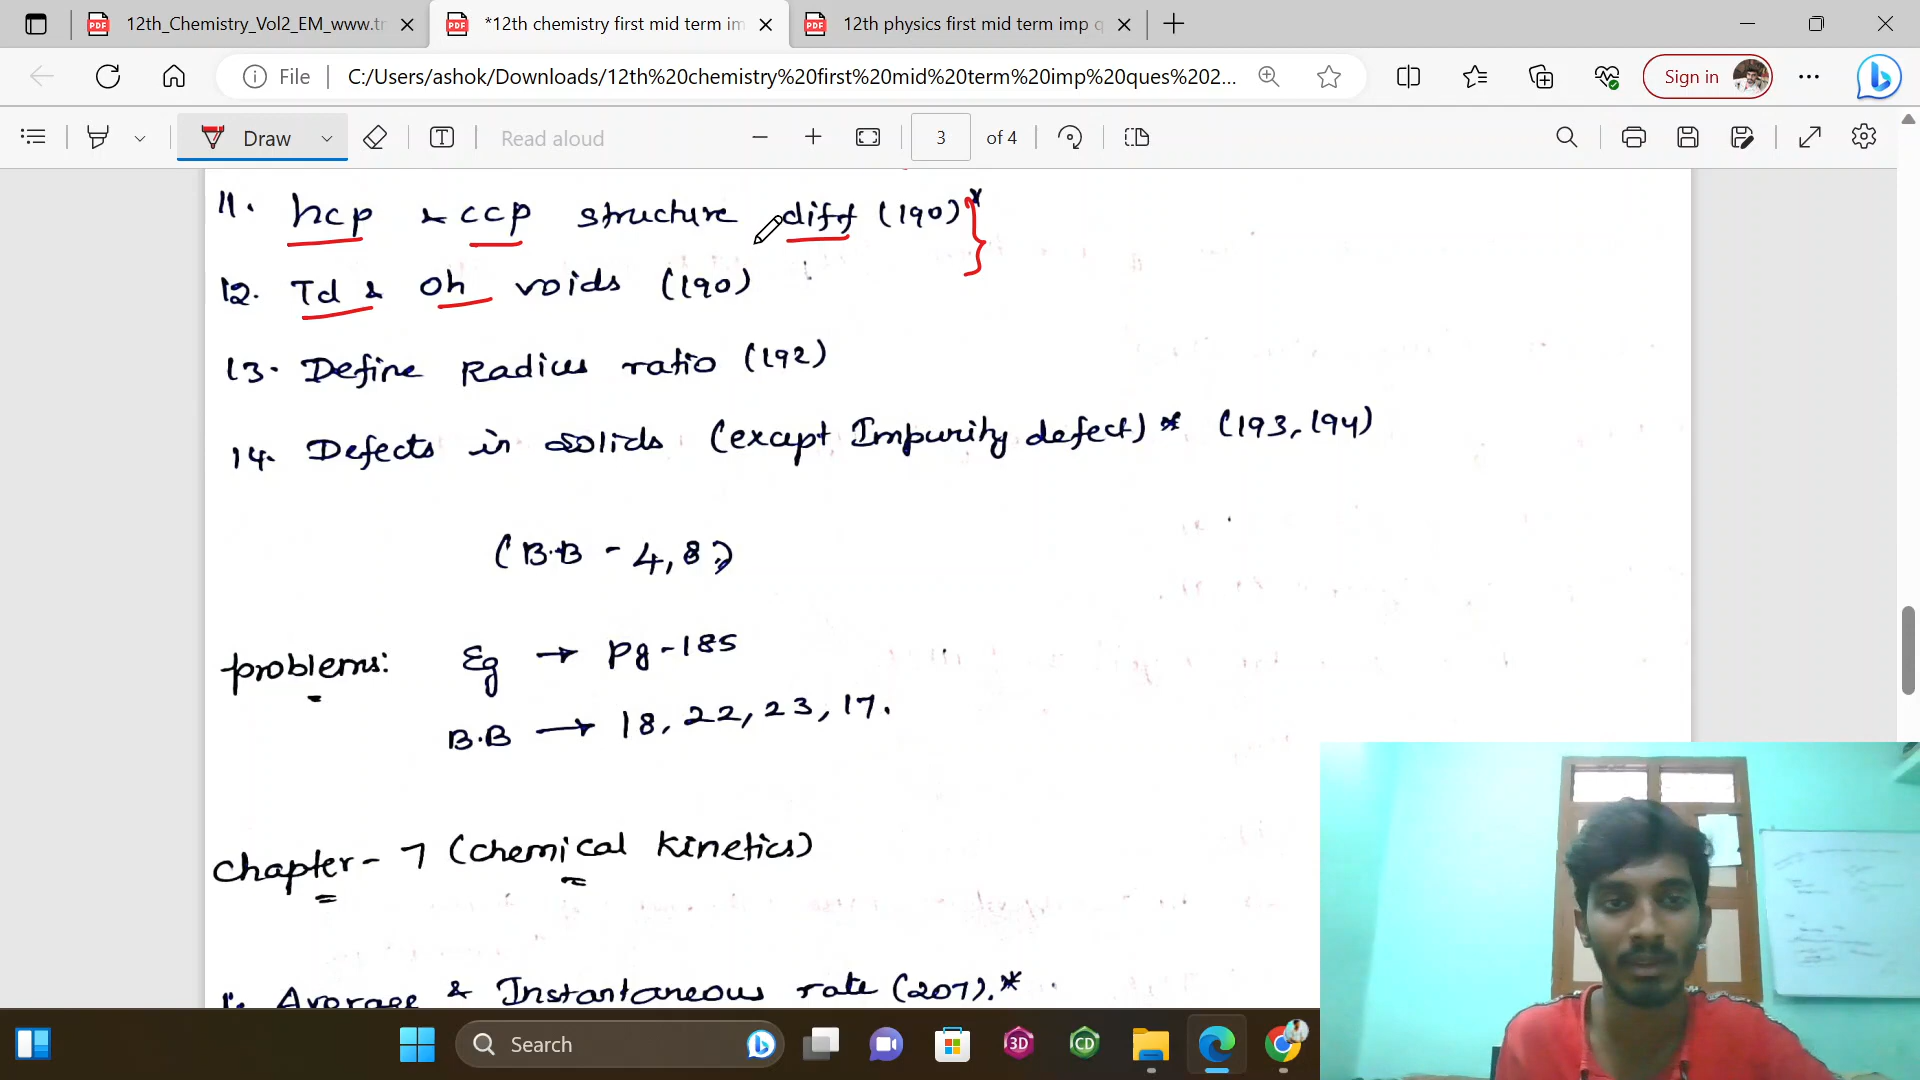 12th_Chemistry_Vol2_EM_www.tr
*12th chemistry first mid term im
12th physics first mid term imp q
File
C:/Users/ashok/Downloads/12th%20chemistry%20first%20mid%20term%20imp%20ques%202...
Sign in
Draw
Read aloud
3 of 4
11. hcp & ccp structure diff (190)*
12. Td & Oh voids (190)
13. Define Radius ratio (192)
14. Defects in solids (except Impurity defect) * (193, 194)
(B.B - 4, 8)
problems: Eg → Pg-185
B.B → 18, 22, 23, 17.
chapter - 7 (chemical kinetics)
1. Average & Instantaneous rate (207).*
Search
3D
CD